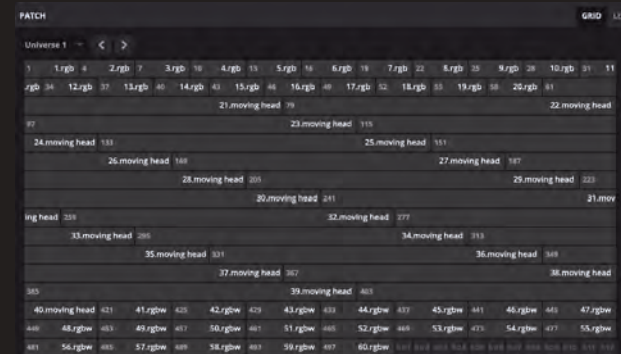 PATCH GRID
Universe 1 < >
1 1.rgb 4 2.rgb 7 3.rgb 10 4.rgb 13 5.rgb 16 6.rgb 19 7.rgb 22 8.rgb 25 9.rgb 28 10.rgb 31 11
.rgb 34 12.rgb 37 13.rgb 40 14.rgb 43 15.rgb 46 16.rgb 49 17.rgb 52 18.rgb 55 19.rgb 58 20.rgb 61
21.moving head 79 22.moving head
97 23.moving head 115
24.moving head 133 25.moving head 151
26.moving head 169 27.moving head 187
28.moving head 205 29.moving head 223
30.moving head 241 31.mov
ing head 259 32.moving head 277
33.moving head 295 34.moving head 313
35.moving head 331 36.moving head 349
37.moving head 367 38.moving head
385 39.moving head 403
40.moving head 421 41.rgbw 425 42.rgbw 429 43.rgbw 433 44.rgbw 437 45.rgbw 441 46.rgbw 445 47.rgbw
449 48.rgbw 453 49.rgbw 457 50.rgbw 461 51.rgbw 465 52.rgbw 469 53.rgbw 473 54.rgbw 477 55.rgbw
481 56.rgbw 485 57.rgbw 489 58.rgbw 493 59.rgbw 497 60.rgbw